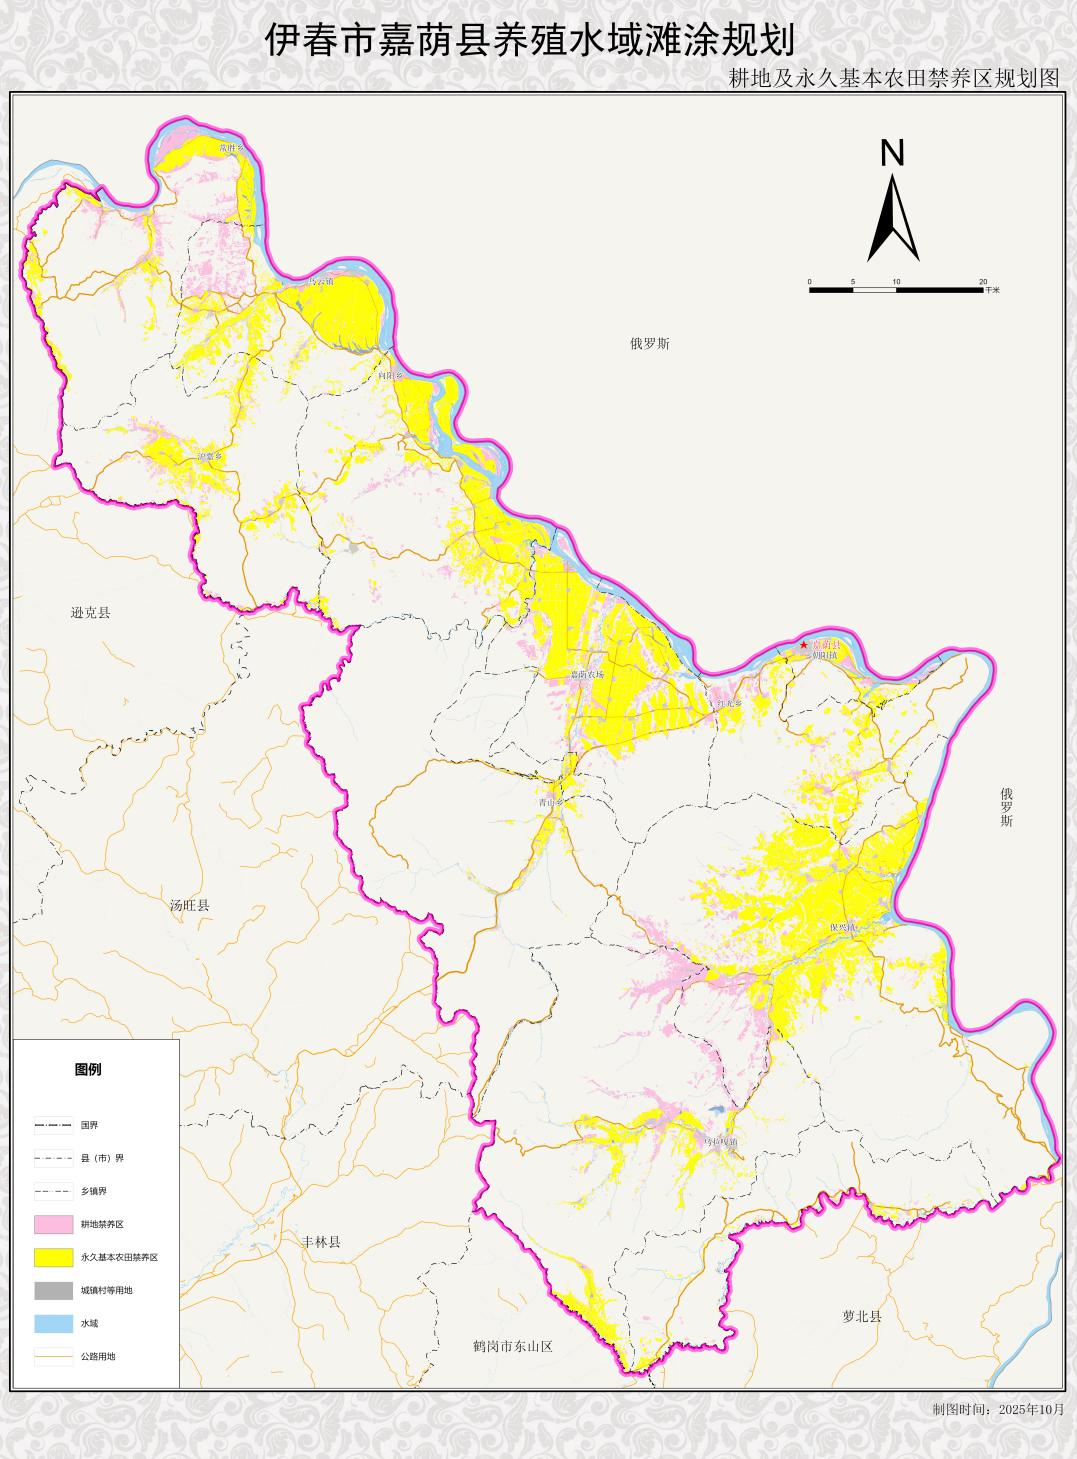 伊春市嘉荫县养殖水域滩涂规划
耕地及永久基本农田禁养区规划图
N
0 5 10 20
千米
常胜乡
乌云镇
俄罗斯
向阳乡
沪嘉乡
逊克县
嘉荫县
朝阳镇
嘉荫农场
红光乡
俄罗斯
青山乡
汤旺县
保兴镇
乌拉嘎镇
丰林县
萝北县
鹤岗市东山区
图例
国界
县（市）界
乡镇界
耕地禁养区
永久基本农田禁养区
城镇村等用地
水域
公路用地
制图时间：2025年10月